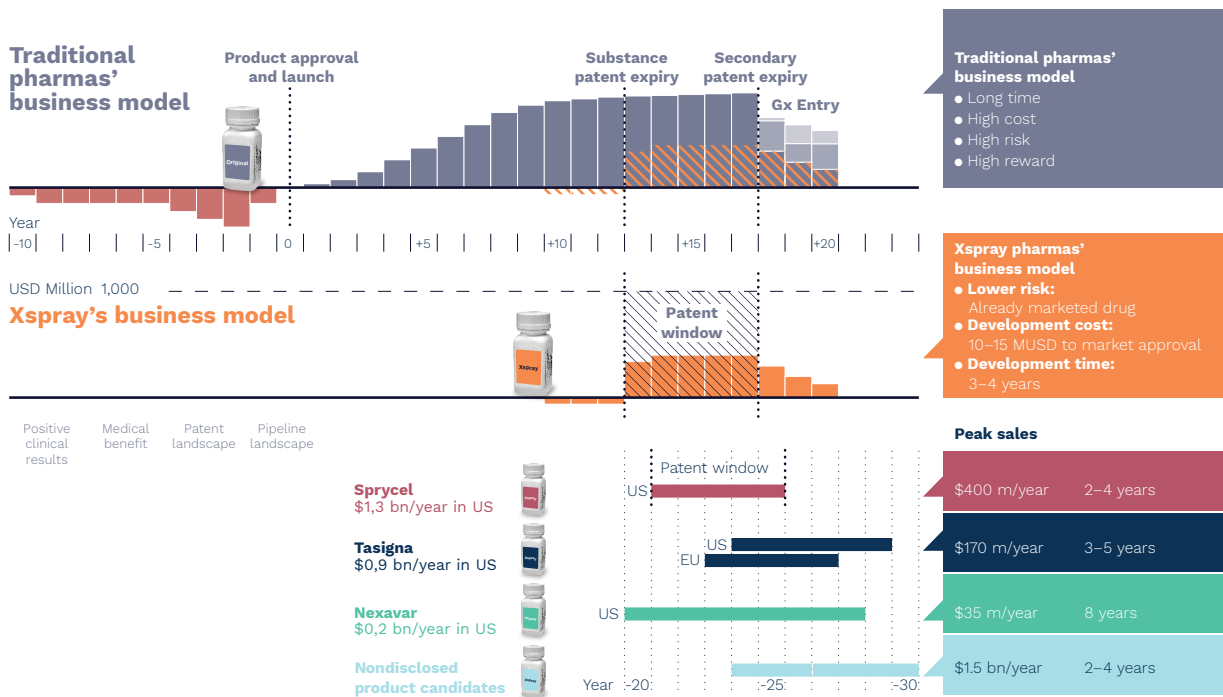 Traditional
pharmas’
business model
Product approval
and launch
Substance
patent expiry
Secondary
patent expiry
Gx Entry
Original
Year
-10
-5
0
+5
+10
+15
+20
Traditional pharmas’
business model
● Long time
● High cost
● High risk
● High reward
USD Million 1,000
Xspray’s business model
Xspray
Patent
window
Xspray pharmas’
business model
● Lower risk:
Already marketed drug
● Development cost:
10–15 MUSD to market approval
● Development time:
3–4 years
Positive
clinical
results
Medical
benefit
Patent
landscape
Pipeline
landscape
Peak sales
Patent window
Sprycel
$1,3 bn/year in US
US
$400 m/year 2–4 years
Tasigna
$0,9 bn/year in US
US
EU
$170 m/year 3–5 years
Nexavar
$0,2 bn/year in US
US
$35 m/year 8 years
Nondisclosed
product candidates
$1.5 bn/year 2–4 years
Year -20 -25 -30